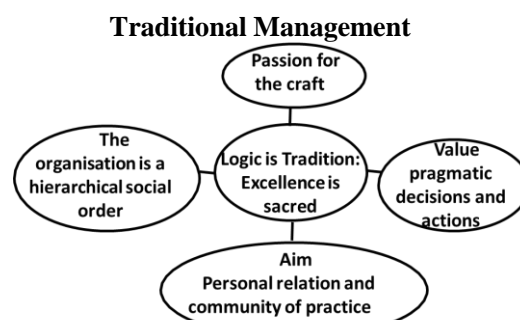 Traditional Management
Passion for
the craft
The
organisation is a
hierarchical social
order
Logic is Tradition:
Excellence is
sacred
Value
pragmatic
decisions and
actions
Aim
Personal relation and
community of practice